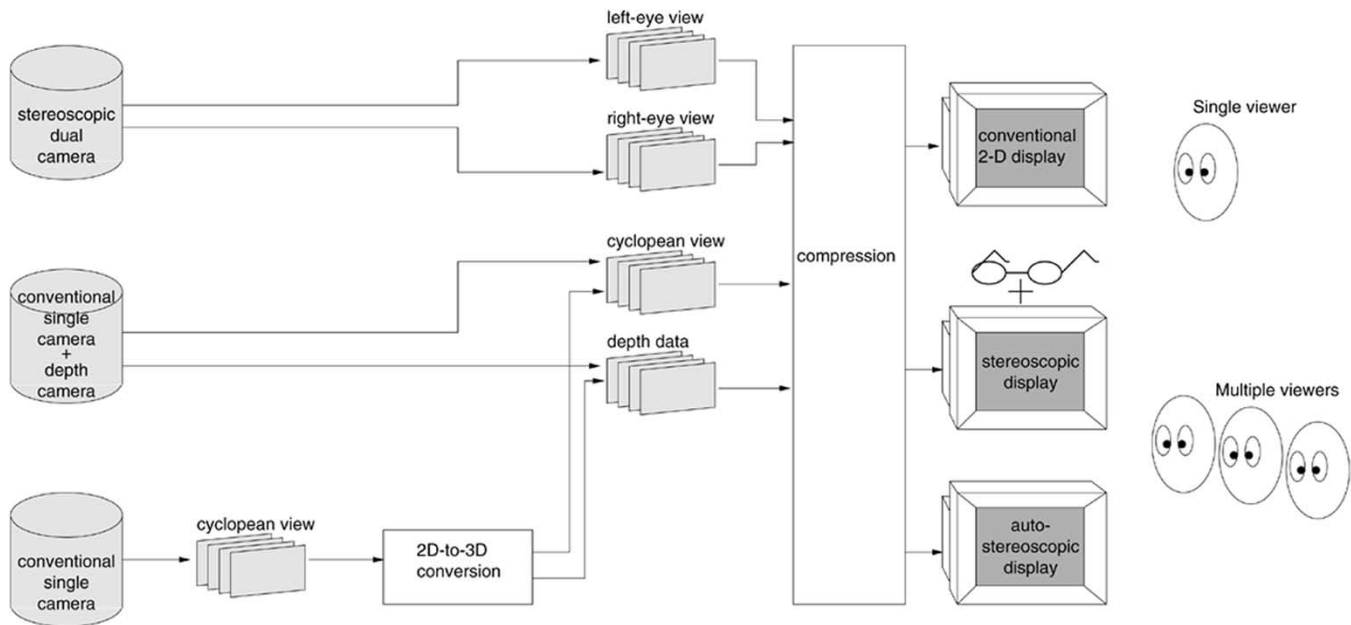 left-eye view
stereoscopic
dual
camera
right-eye view
conventional
2-D display
Single viewer
cyclopean view
compression
conventional
single
camera
+
depth
camera
depth data
stereoscopic
display
Multiple viewers
cyclopean view
2D-to-3D
conversion
conventional
single
camera
auto-
stereoscopic
display